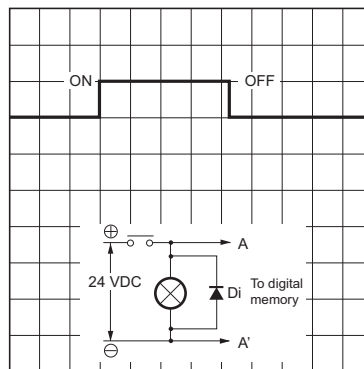 ON
OFF
⊕
A
24 VDC
Di
To digital
memory
⊖
A'